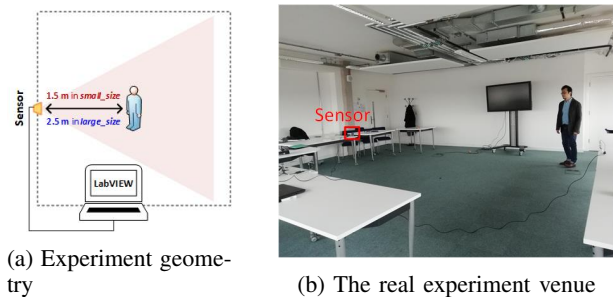 Sensor
1.5 m in small_size
2.5 m in large_size
LabVIEW
(a) Experiment geome-
try
Sensor
(b) The real experiment venue